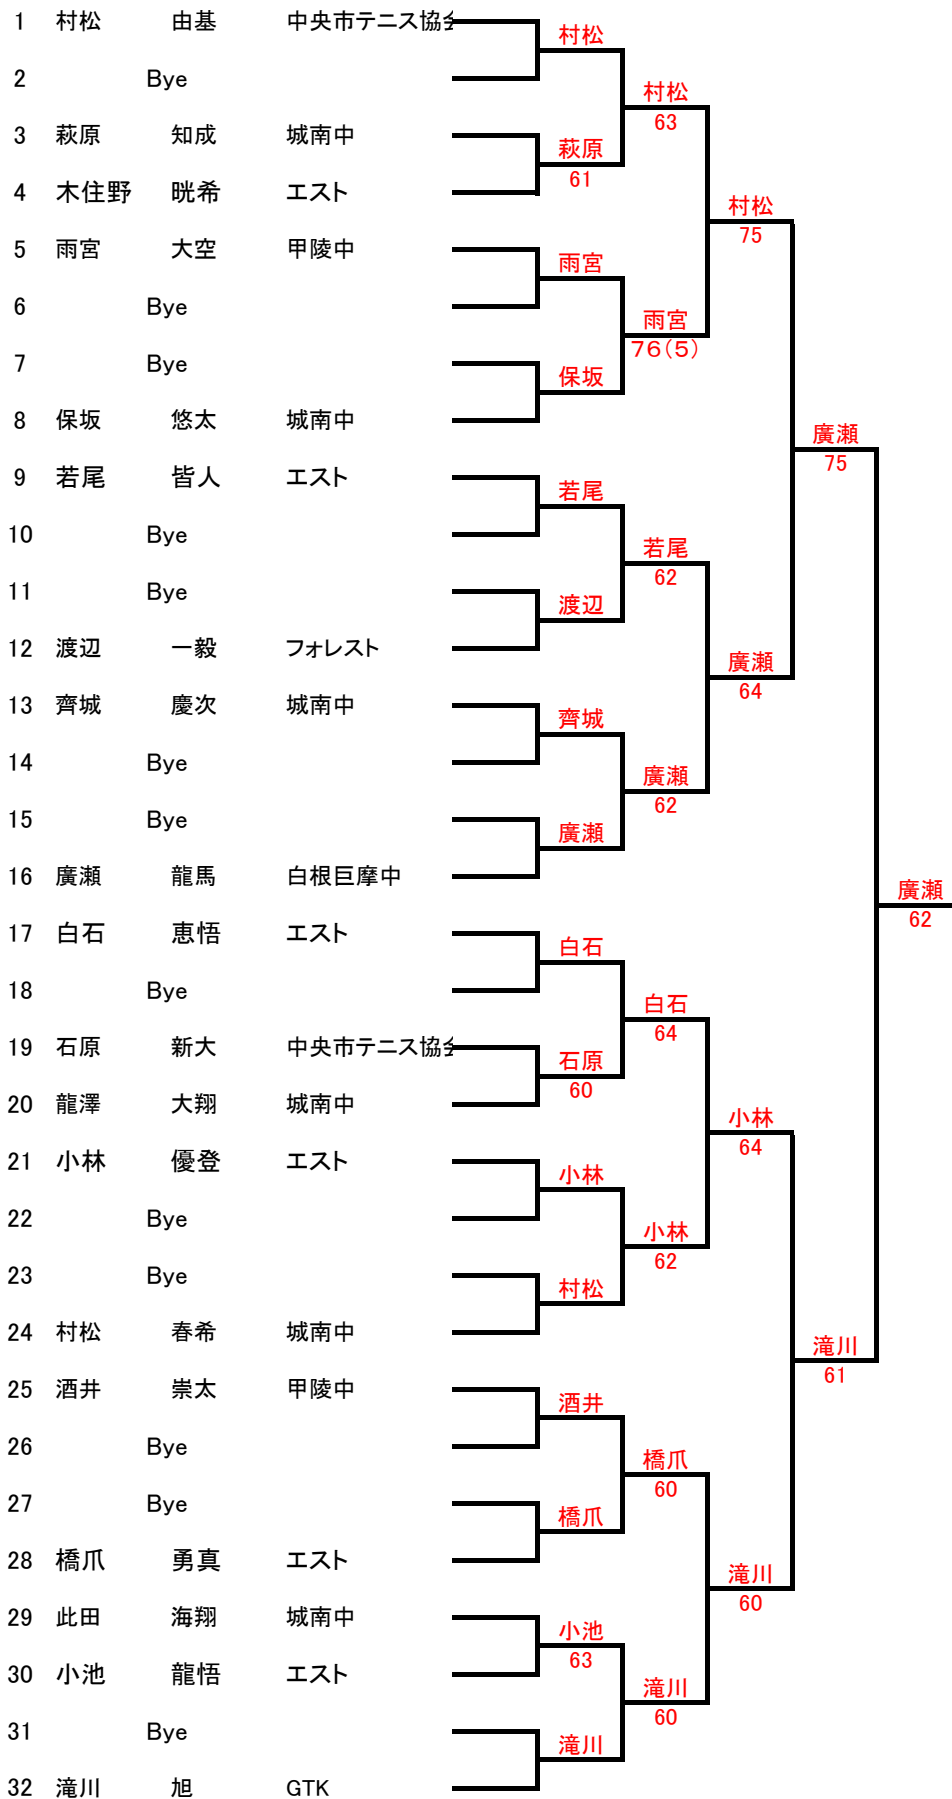 1 村松 由基 中央市テニス協会
村松
2 Bye
村松
63
3 萩原 知成 城南中
萩原
61
4 木住野 晄希 エスト
村松
75
5 雨宮 大空 甲陵中
雨宮
6 Bye
雨宮
76(5)
7 Bye
保坂
8 保坂 悠太 城南中
廣瀬
75
9 若尾 皆人 エスト
若尾
10 Bye
若尾
62
11 Bye
渡辺
12 渡辺 一毅 フォレスト
廣瀬
64
13 齊城 慶次 城南中
齊城
14 Bye
廣瀬
62
15 Bye
廣瀬
16 廣瀬 龍馬 白根巨摩中
廣瀬
62
17 白石 恵悟 エスト
白石
18 Bye
白石
64
19 石原 新大 中央市テニス協会
石原
60
20 龍澤 大翔 城南中
小林
64
21 小林 優登 エスト
小林
22 Bye
小林
62
23 Bye
村松
24 村松 春希 城南中
滝川
61
25 酒井 崇太 甲陵中
酒井
26 Bye
橋爪
60
27 Bye
橋爪
28 橋爪 勇真 エスト
滝川
60
29 此田 海翔 城南中
小池
63
30 小池 龍悟 エスト
滝川
60
31 Bye
滝川
32 滝川 旭 GTK